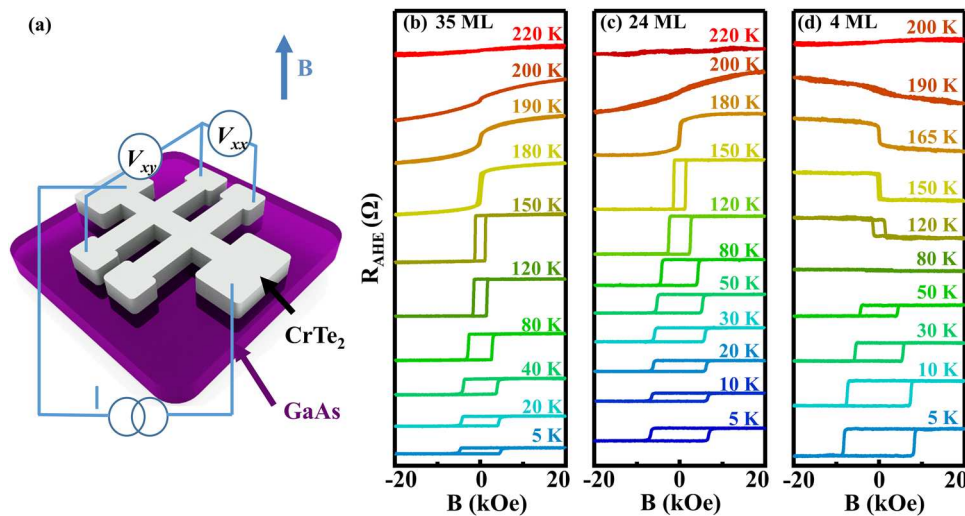 (a)
B
Vxy
Vxx
CrTe2
GaAs
I
(b) 35 ML
220 K
200 K
190 K
180 K
150 K
120 K
80 K
40 K
20 K
5 K
RAHE (Ω)
-20 0 20
B (kOe)
(c) 24 ML
220 K
200 K
180 K
150 K
120 K
80 K
50 K
30 K
20 K
10 K
5 K
-20 0 20
B (kOe)
(d) 4 ML
200 K
190 K
165 K
150 K
120 K
80 K
50 K
30 K
10 K
5 K
-20 0 20
B (kOe)